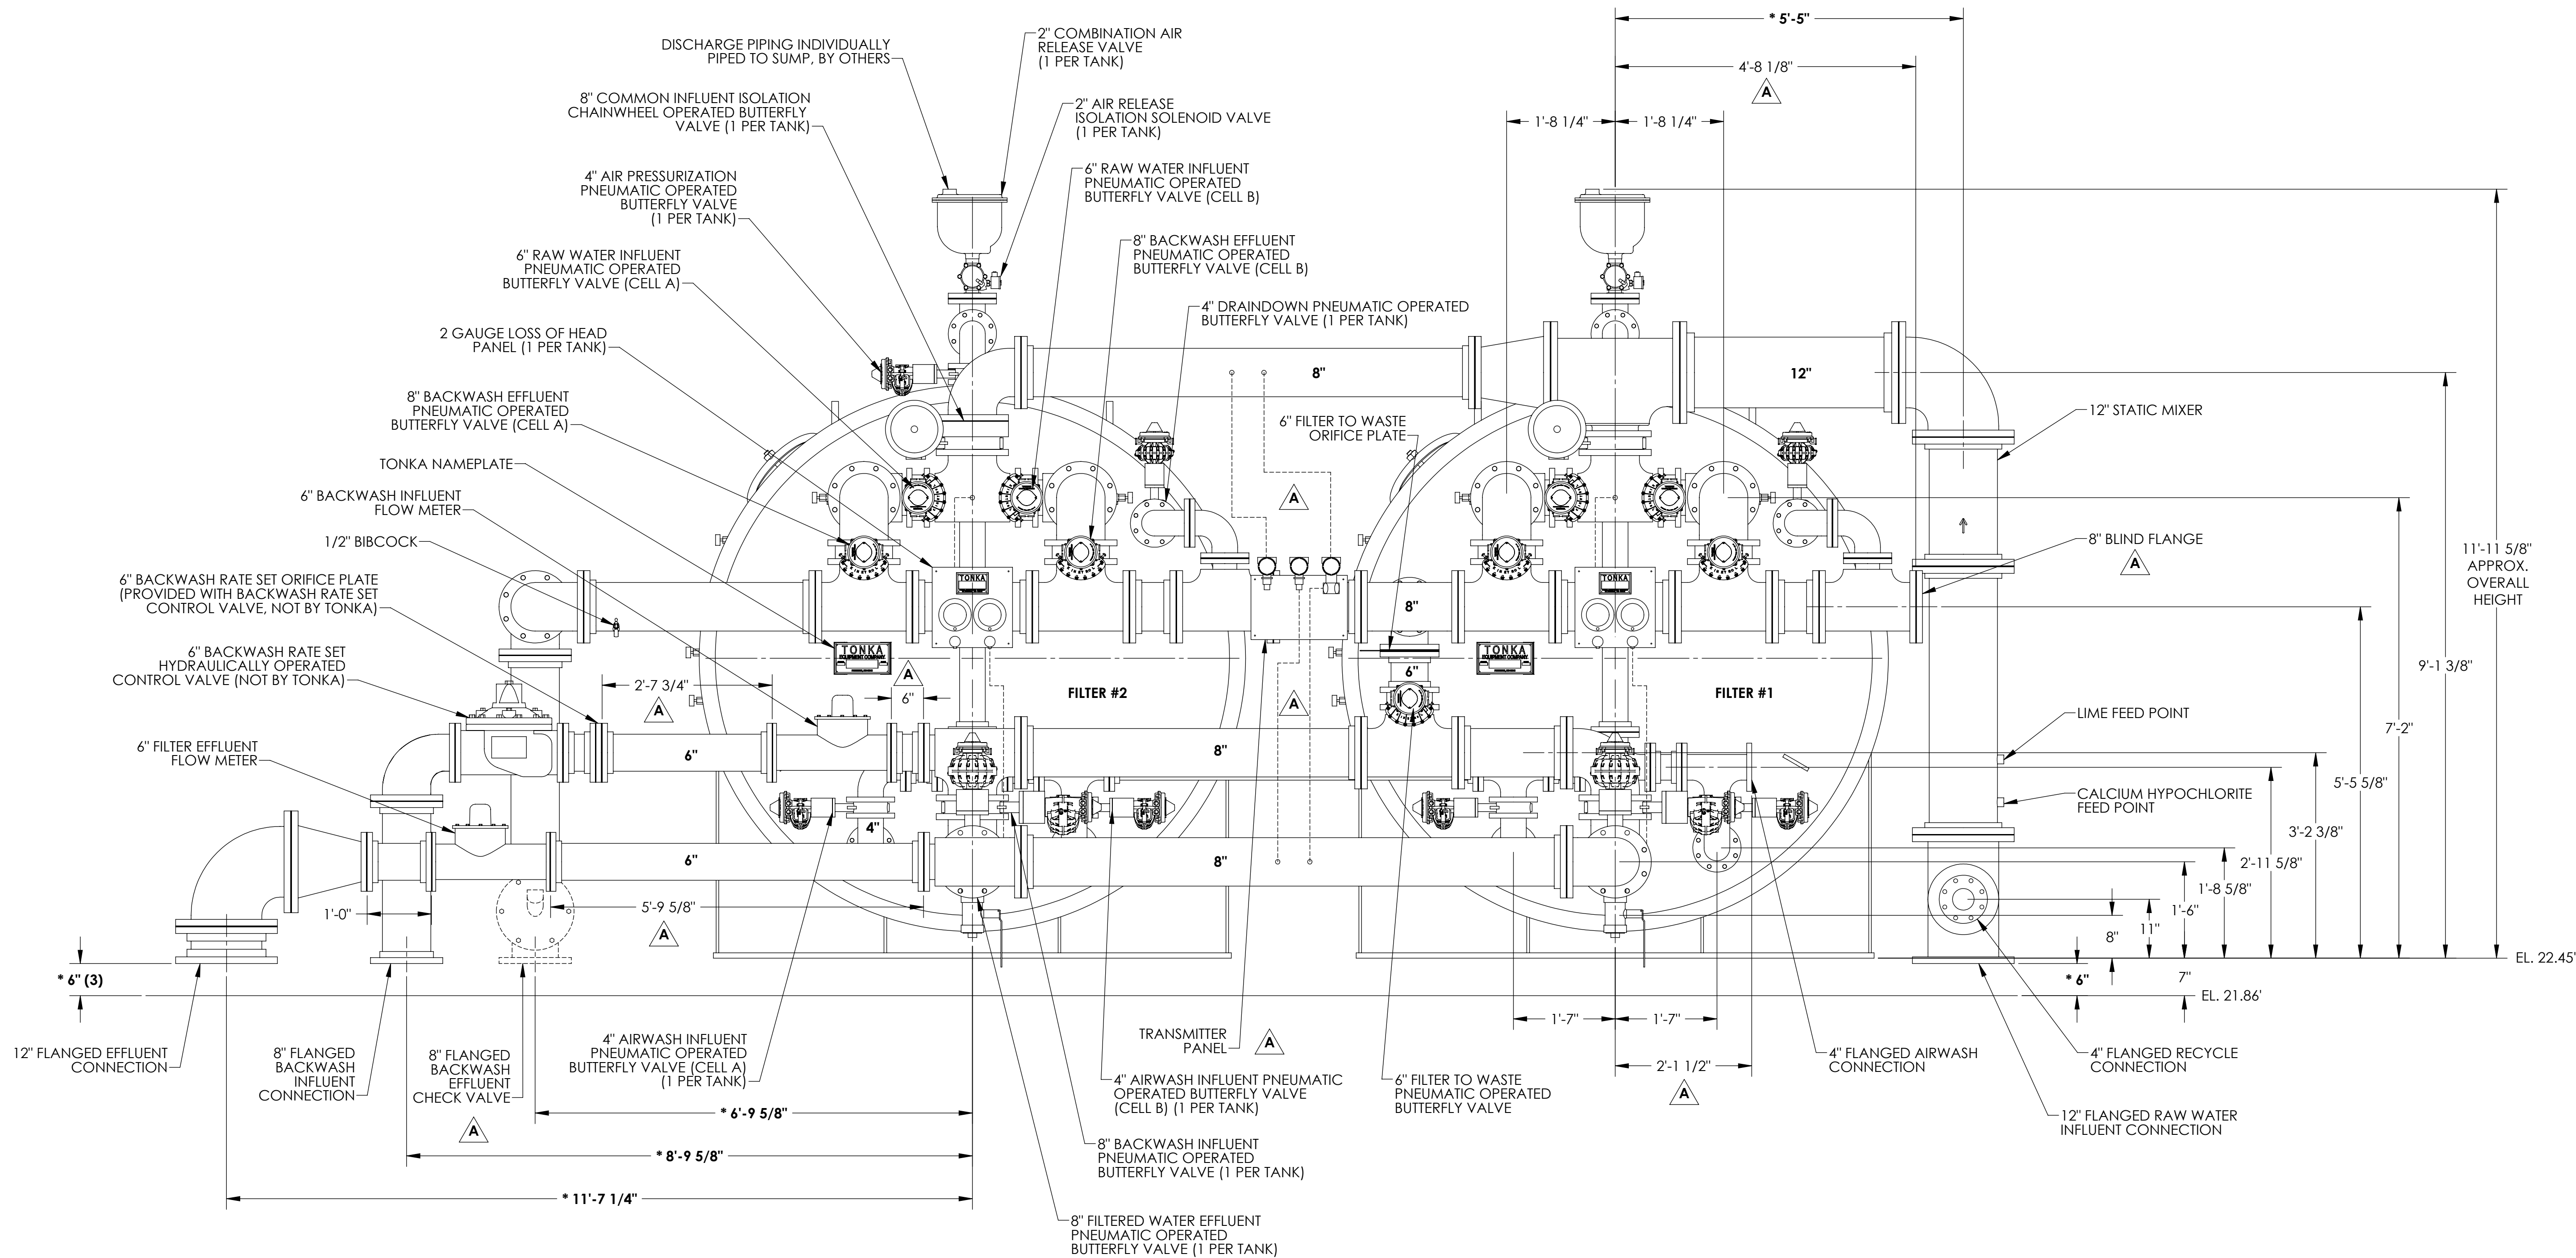 * 5'-5"
4'-8 1/8"
A
1'-8 1/4"
1'-8 1/4"
DISCHARGE PIPING INDIVIDUALLY
PIPED TO SUMP, BY OTHERS
2" COMBINATION AIR
RELEASE VALVE
(1 PER TANK)
8" COMMON INFLUENT ISOLATION
CHAINWHEEL OPERATED BUTTERFLY
VALVE (1 PER TANK)
2" AIR RELEASE
ISOLATION SOLENOID VALVE
(1 PER TANK)
4" AIR PRESSURIZATION
PNEUMATIC OPERATED
BUTTERFLY VALVE
(1 PER TANK)
6" RAW WATER INFLUENT
PNEUMATIC OPERATED
BUTTERFLY VALVE (CELL B)
6" RAW WATER INFLUENT
PNEUMATIC OPERATED
BUTTERFLY VALVE (CELL A)
8" BACKWASH EFFLUENT
PNEUMATIC OPERATED
BUTTERFLY VALVE (CELL B)
4" DRAINDOWN PNEUMATIC OPERATED
BUTTERFLY VALVE (1 PER TANK)
2 GAUGE LOSS OF HEAD
PANEL (1 PER TANK)
8"
12"
8" BACKWASH EFFLUENT
PNEUMATIC OPERATED
BUTTERFLY VALVE (CELL A)
6" FILTER TO WASTE
ORIFICE PLATE
12" STATIC MIXER
TONKA NAMEPLATE
6" BACKWASH INFLUENT
FLOW METER
A
1/2" BIBCOCK
8" BLIND FLANGE
A
6" BACKWASH RATE SET ORIFICE PLATE
(PROVIDED WITH BACKWASH RATE SET
CONTROL VALVE, NOT BY TONKA)
TONKA
TONKA
8"
11'-11 5/8"
APPROX.
OVERALL
HEIGHT
9'-1 3/8"
7'-2"
5'-5 5/8"
3'-2 3/8"
2'-11 5/8"
1'-8 5/8"
1'-6"
11"
8"
6" BACKWASH RATE SET
HYDRAULICALLY OPERATED
CONTROL VALVE (NOT BY TONKA)
TONKA
EQUIPMENT COMPANY
TONKA
EQUIPMENT COMPANY
2'-7 3/4"
A
A
6"
FILTER #2
A
6"
FILTER #1
LIME FEED POINT
6" FILTER EFFLUENT
FLOW METER
6"
8"
CALCIUM HYPOCHLORITE
FEED POINT
4"
6"
8"
1'-0"
5'-9 5/8"
A
EL. 22.45'
* 6" (3)
* 6"
7"
EL. 21.86'
1'-7"
1'-7"
2'-1 1/2"
A
12" FLANGED EFFLUENT
CONNECTION
8" FLANGED
BACKWASH
INFLUENT
CONNECTION
8" FLANGED
BACKWASH
EFFLUENT
CHECK VALVE
A
4" AIRWASH INFLUENT
PNEUMATIC OPERATED
BUTTERFLY VALVE (CELL A)
(1 PER TANK)
TRANSMITTER
PANEL
A
4" AIRWASH INFLUENT PNEUMATIC
OPERATED BUTTERFLY VALVE
(CELL B) (1 PER TANK)
6" FILTER TO WASTE
PNEUMATIC OPERATED
BUTTERFLY VALVE
4" FLANGED AIRWASH
CONNECTION
4" FLANGED RECYCLE
CONNECTION
12" FLANGED RAW WATER
INFLUENT CONNECTION
* 6'-9 5/8"
* 8'-9 5/8"
8" BACKWASH INFLUENT
PNEUMATIC OPERATED
BUTTERFLY VALVE (1 PER TANK)
* 11'-7 1/4"
8" FILTERED WATER EFFLUENT
PNEUMATIC OPERATED
BUTTERFLY VALVE (1 PER TANK)